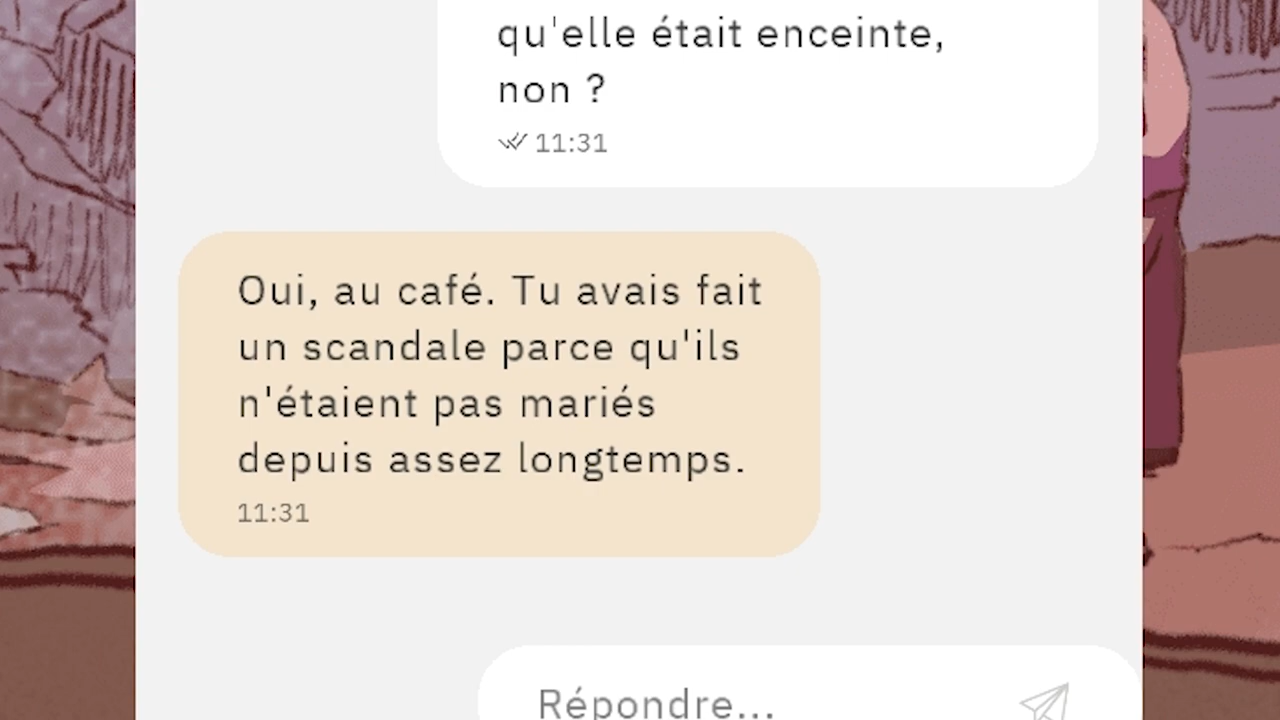 qu'elle était enceinte,
non ?
11:31
Oui, au café. Tu avais fait
un scandale parce qu'ils
n'étaient pas mariés
depuis assez longtemps.
11:31
Répondre...